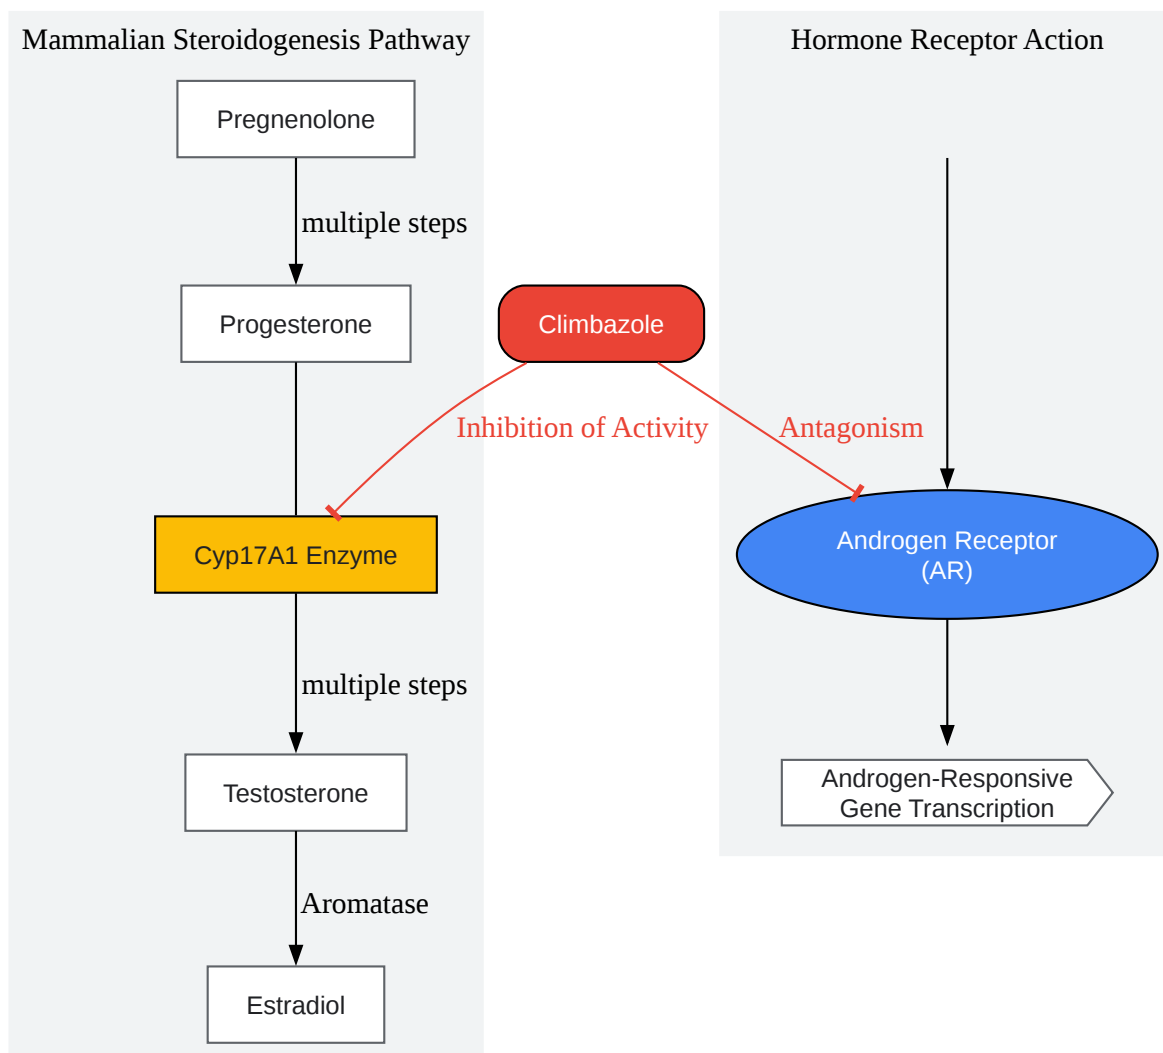 Mammalian Steroidogenesis Pathway
Pregnenolone
multiple steps
Progesterone
Cyp17A1 Enzyme
multiple steps
Testosterone
Aromatase
Estradiol
Climbazole
Inhibition of Activity
Antagonism
Hormone Receptor Action
Androgen Receptor
(AR)
Androgen-Responsive
Gene Transcription